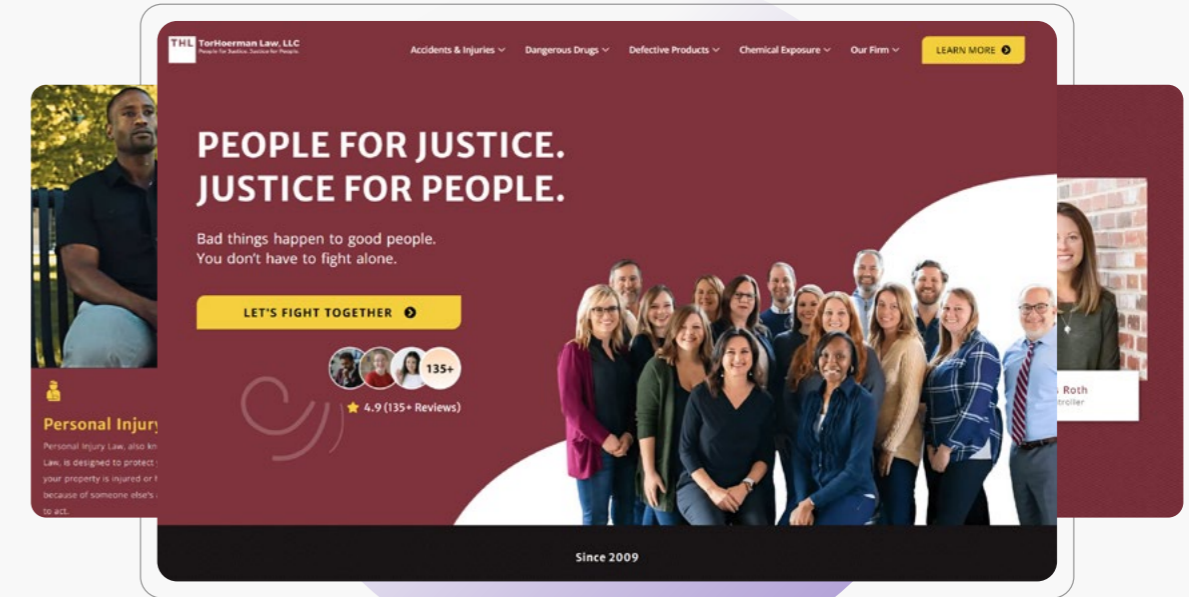 THL TorHoerman Law, LLC
People for Justice. Justice for People.
Accidents & Injuries
Dangerous Drugs
Defective Products
Chemical Exposure
Our Firm
LEARN MORE
PEOPLE FOR JUSTICE.
JUSTICE FOR PEOPLE.
Bad things happen to good people.
You don't have to fight alone.
LET'S FIGHT TOGETHER
135+
4.9 (135+ Reviews)
Since 2009
Personal Injury
Personal Injury Law, also
Law, is designed to protect
your property is injured or
because of someone else's
to act.
Roth